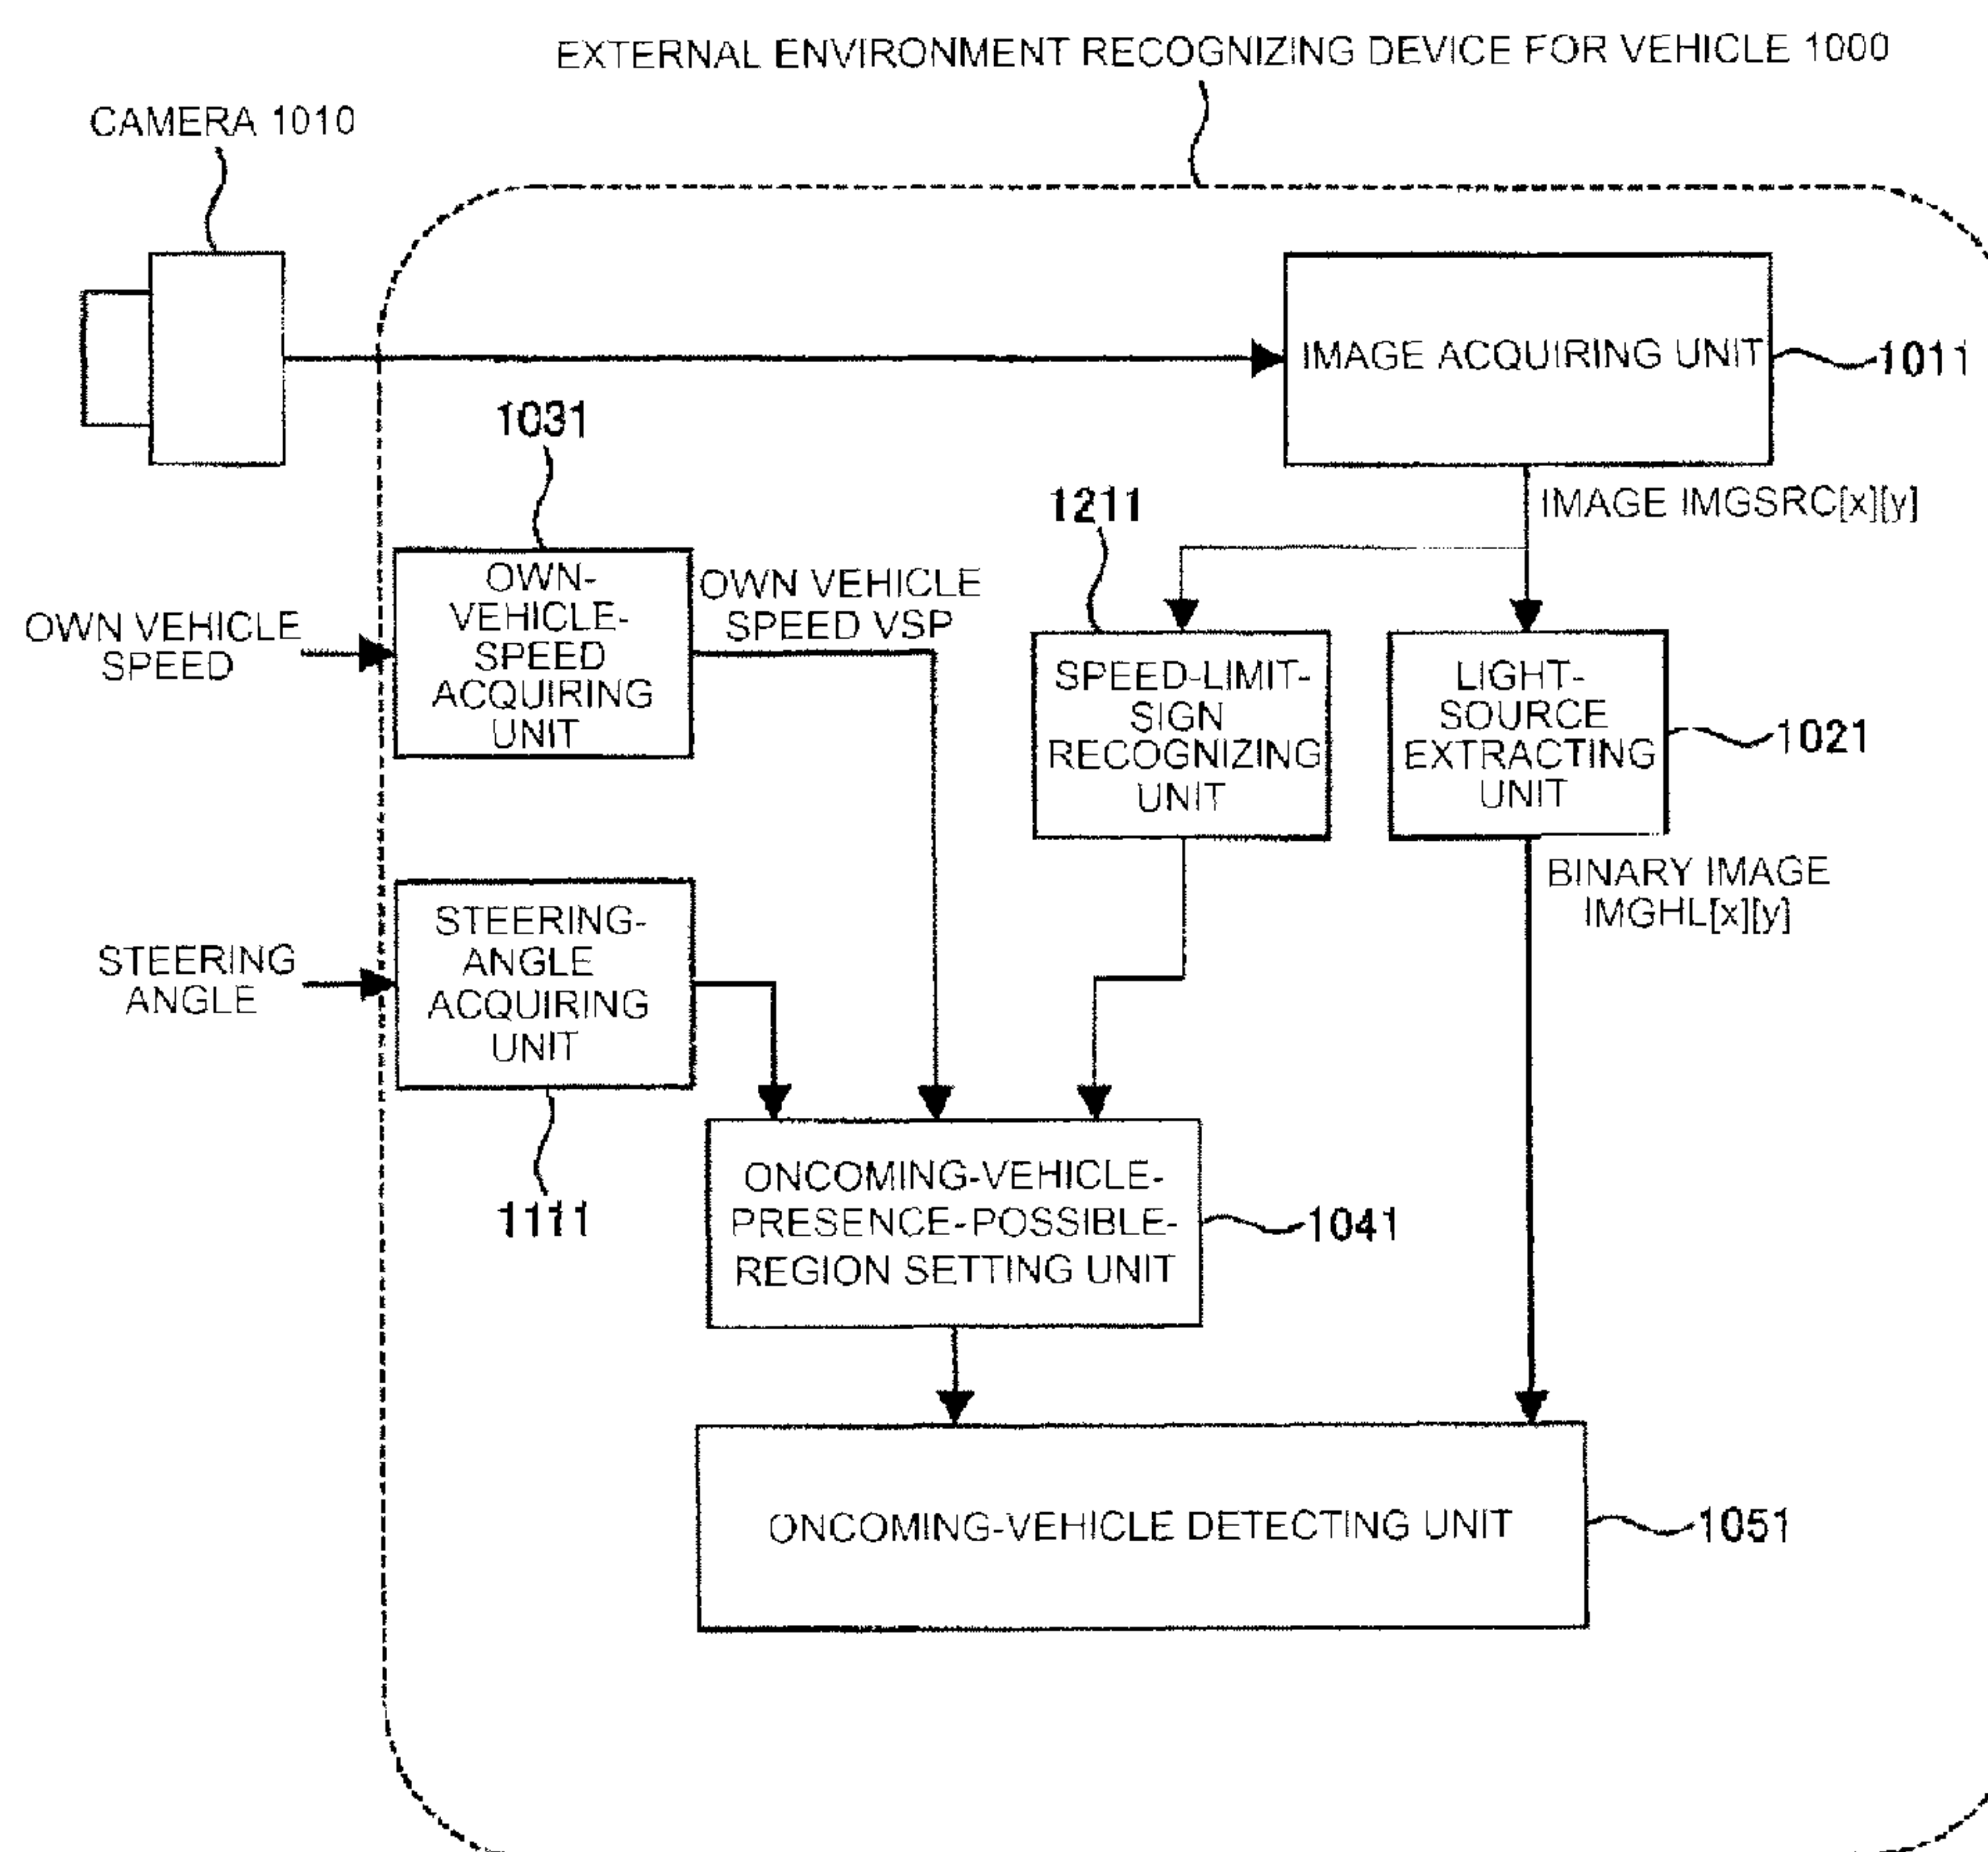 EXTERNAL ENVIRONMENT RECOGNIZING DEVICE FOR VEHICLE 1000
CAMERA 1010
IMAGE ACQUIRING UNIT
1011
IMAGE IMGSRC[x][y]
1031
1211
OWN VEHICLE
SPEED
OWN-
VEHICLE-
SPEED
ACQUIRING
UNIT
OWN VEHICLE
SPEED VSP
SPEED-LIMIT-
SIGN
RECOGNIZING
UNIT
LIGHT-
SOURCE
EXTRACTING
UNIT
1021
BINARY IMAGE
IMGHL[x][y]
STEERING
ANGLE
STEERING-
ANGLE
ACQUIRING
UNIT
1111
ONCOMING-VEHICLE-
PRESENCE-POSSIBLE-
REGION SETTING UNIT
1041
ONCOMING-VEHICLE DETECTING UNIT
1051